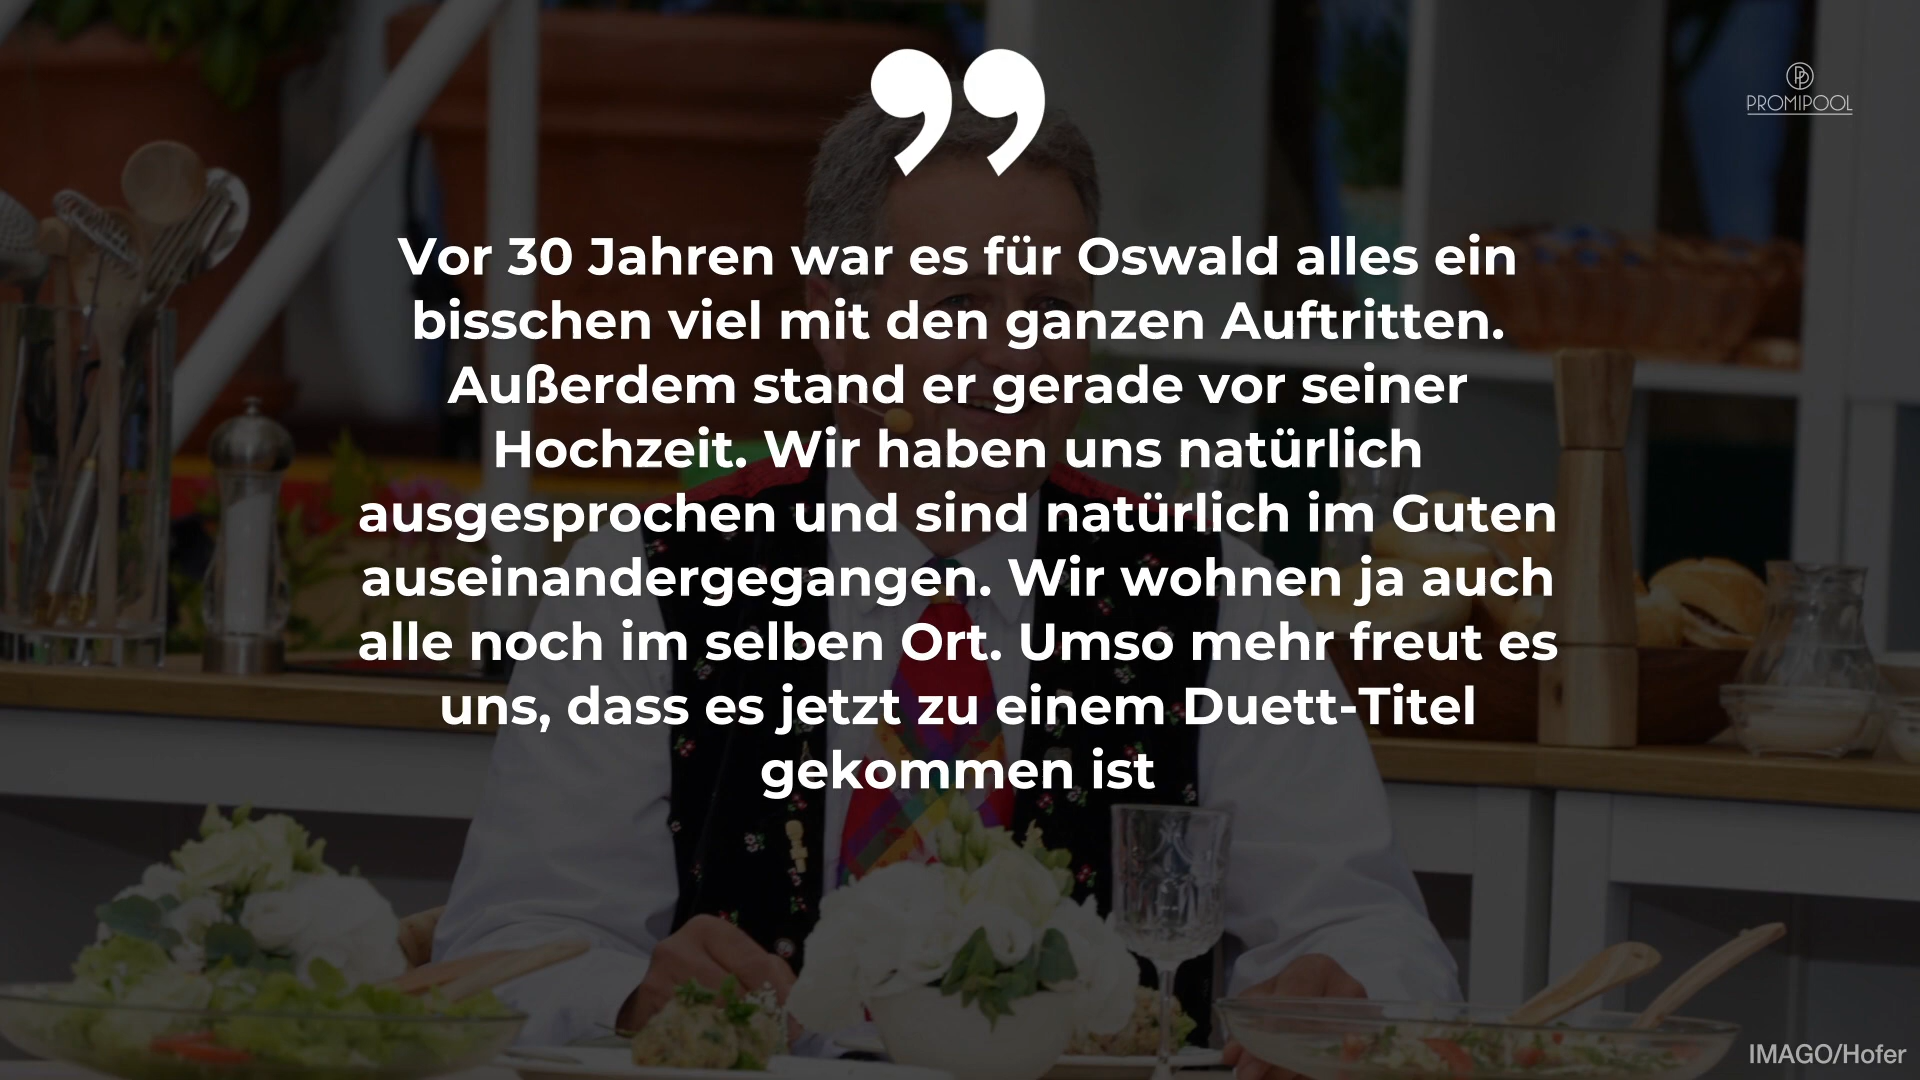 ”
PROMIPOOL
Vor 30 Jahren war es für Oswald alles ein
bisschen viel mit den ganzen Auftritten.
Außerdem stand er gerade vor seiner
Hochzeit. Wir haben uns natürlich
ausgesprochen und sind natürlich im Guten
auseinandergegangen. Wir wohnen ja auch
alle noch im selben Ort. Umso mehr freut es
uns, dass es jetzt zu einem Duett-Titel
gekommen ist
IMAGO/Hofer